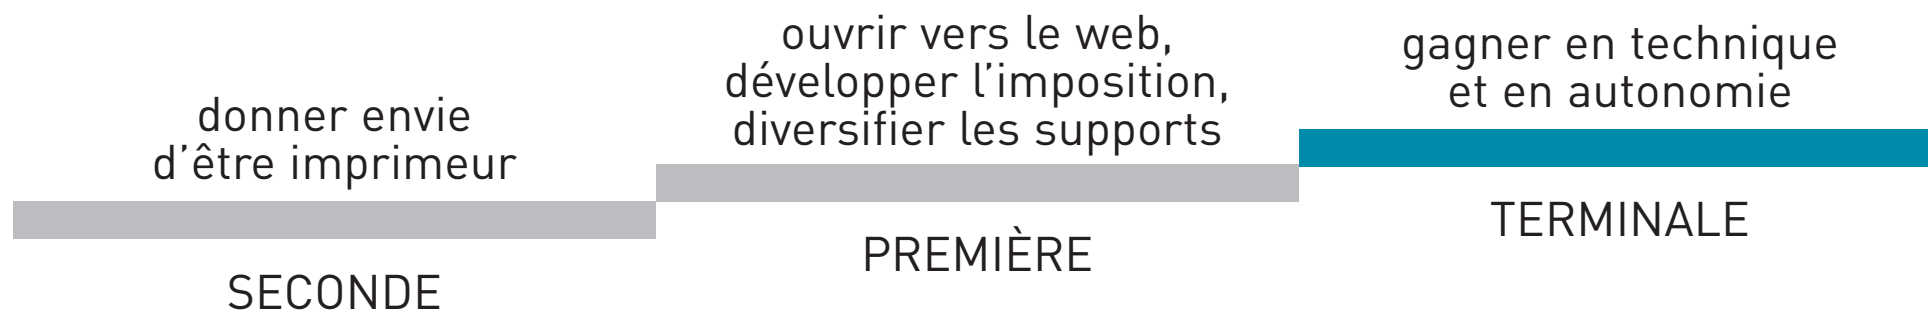 donner envie
d’être imprimeur
SECONDE
ouvrir vers le web,
développer l’imposition,
diversifier les supports
PREMIÈRE
gagner en technique
et en autonomie
TERMINALE